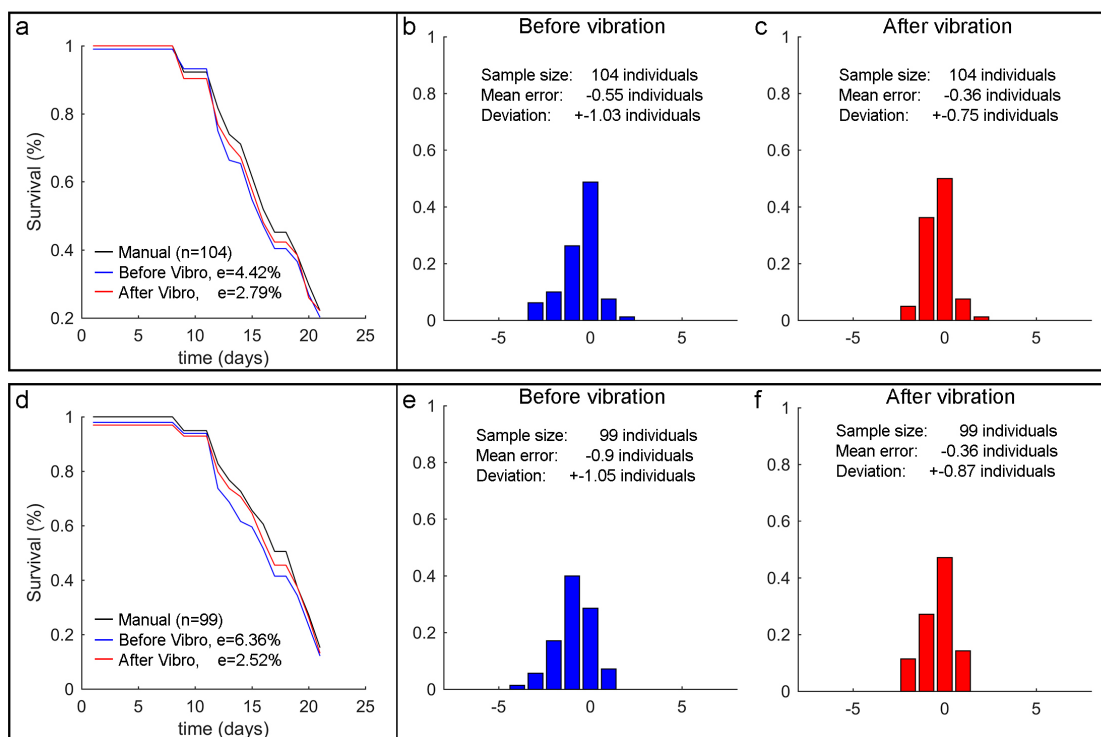 a
1
0.8
0.6
0.4
0.2
Survival (%)
0
5
10
15
20
25
time (days)
Manual (n=104)
Before Vibro, e=4.42%
After Vibro, e=2.79%
b
Before vibration
Sample size: 104 individuals
Mean error: -0.55 individuals
Deviation: +-1.03 individuals
1
0.8
0.6
0.4
0.2
0
-5
0
5
c
After vibration
Sample size: 104 individuals
Mean error: -0.36 individuals
Deviation: +-0.75 individuals
1
0.8
0.6
0.4
0.2
0
-5
0
5
d
1
0.8
0.6
0.4
0.2
0
Survival (%)
0
5
10
15
20
25
time (days)
Manual (n=99)
Before Vibro, e=6.36%
After Vibro, e=2.52%
e
Before vibration
Sample size: 99 individuals
Mean error: -0.9 individuals
Deviation: +-1.05 individuals
1
0.8
0.6
0.4
0.2
0
-5
0
5
f
After vibration
Sample size: 99 individuals
Mean error: -0.36 individuals
Deviation: +-0.87 individuals
1
0.8
0.6
0.4
0.2
0
-5
0
5